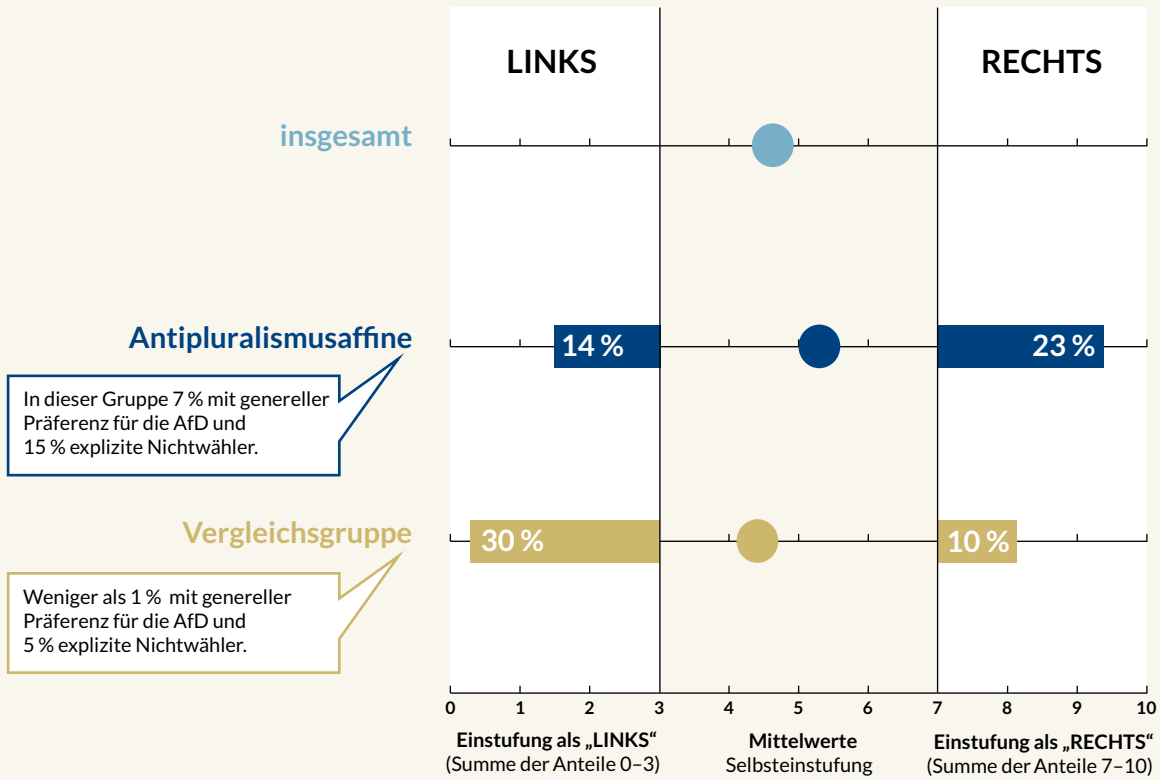 LINKS
RECHTS
insgesamt
Antipluralismusaffine
14 %
23 %
In dieser Gruppe 7 % mit genereller
Präferenz für die AfD und
15 % explizite Nichtwähler.
Vergleichsgruppe
30 %
10 %
Weniger als 1 % mit genereller
Präferenz für die AfD und
5 % explizite Nichtwähler.
0 1 2 3 4 5 6 7 8 9 10
Einstufung als „LINKS“
(Summe der Anteile 0–3)
Mittelwerte
Selbsteinstufung
Einstufung als „RECHTS“
(Summe der Anteile 7–10)